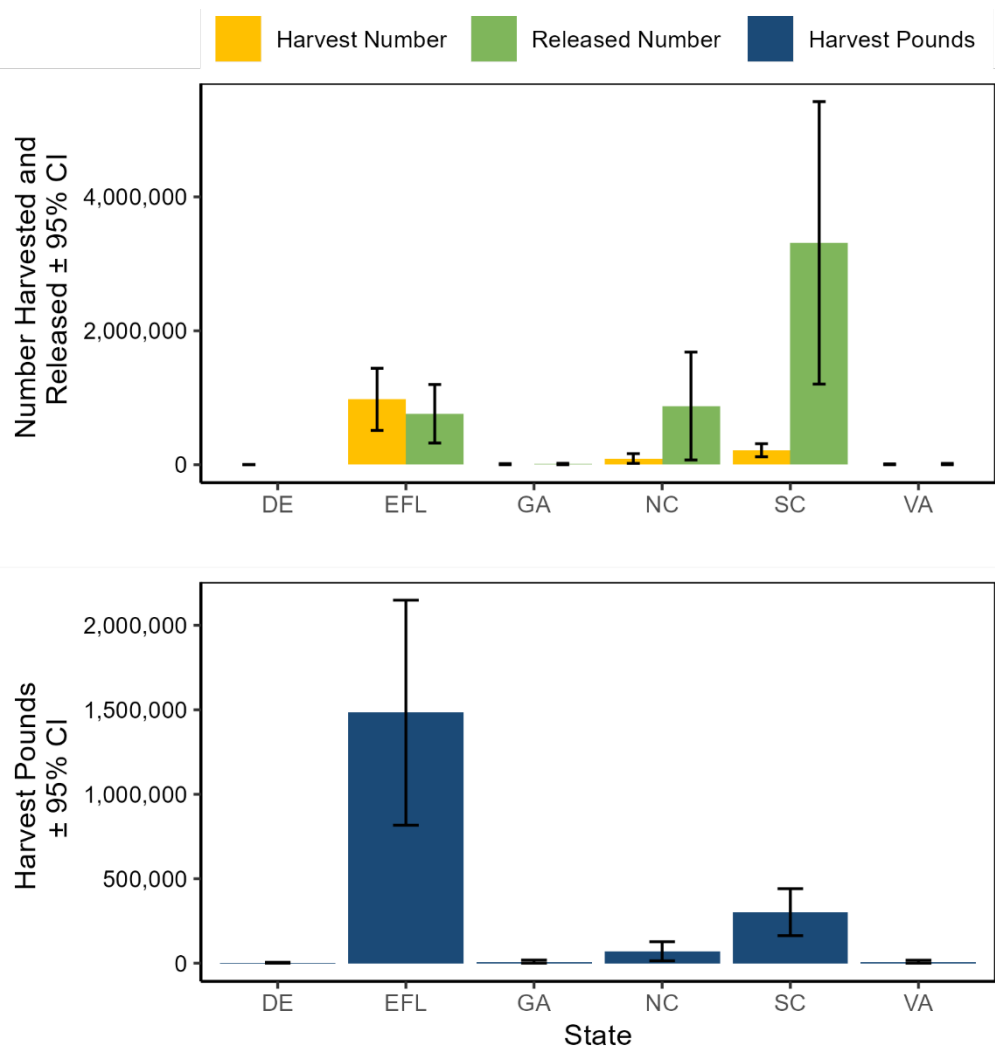 Harvest Number Released Number Harvest Pounds
Number Harvested and
Released ± 95% CI
4,000,000
2,000,000
0
DE EFL GA NC SC VA
Harvest Pounds
± 95% CI
2,000,000
1,500,000
1,000,000
500,000
0
DE EFL GA NC SC VA
State